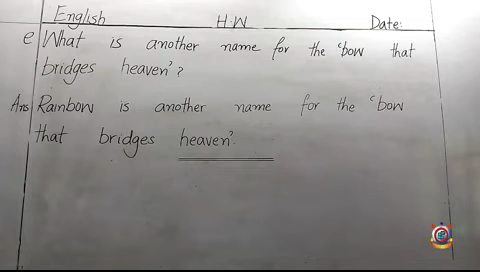 English H.W Date:
e What is another name for the 'bow that
bridges heaven'?
Ans Rainbow is another name for the 'bow
that bridges heaven'.